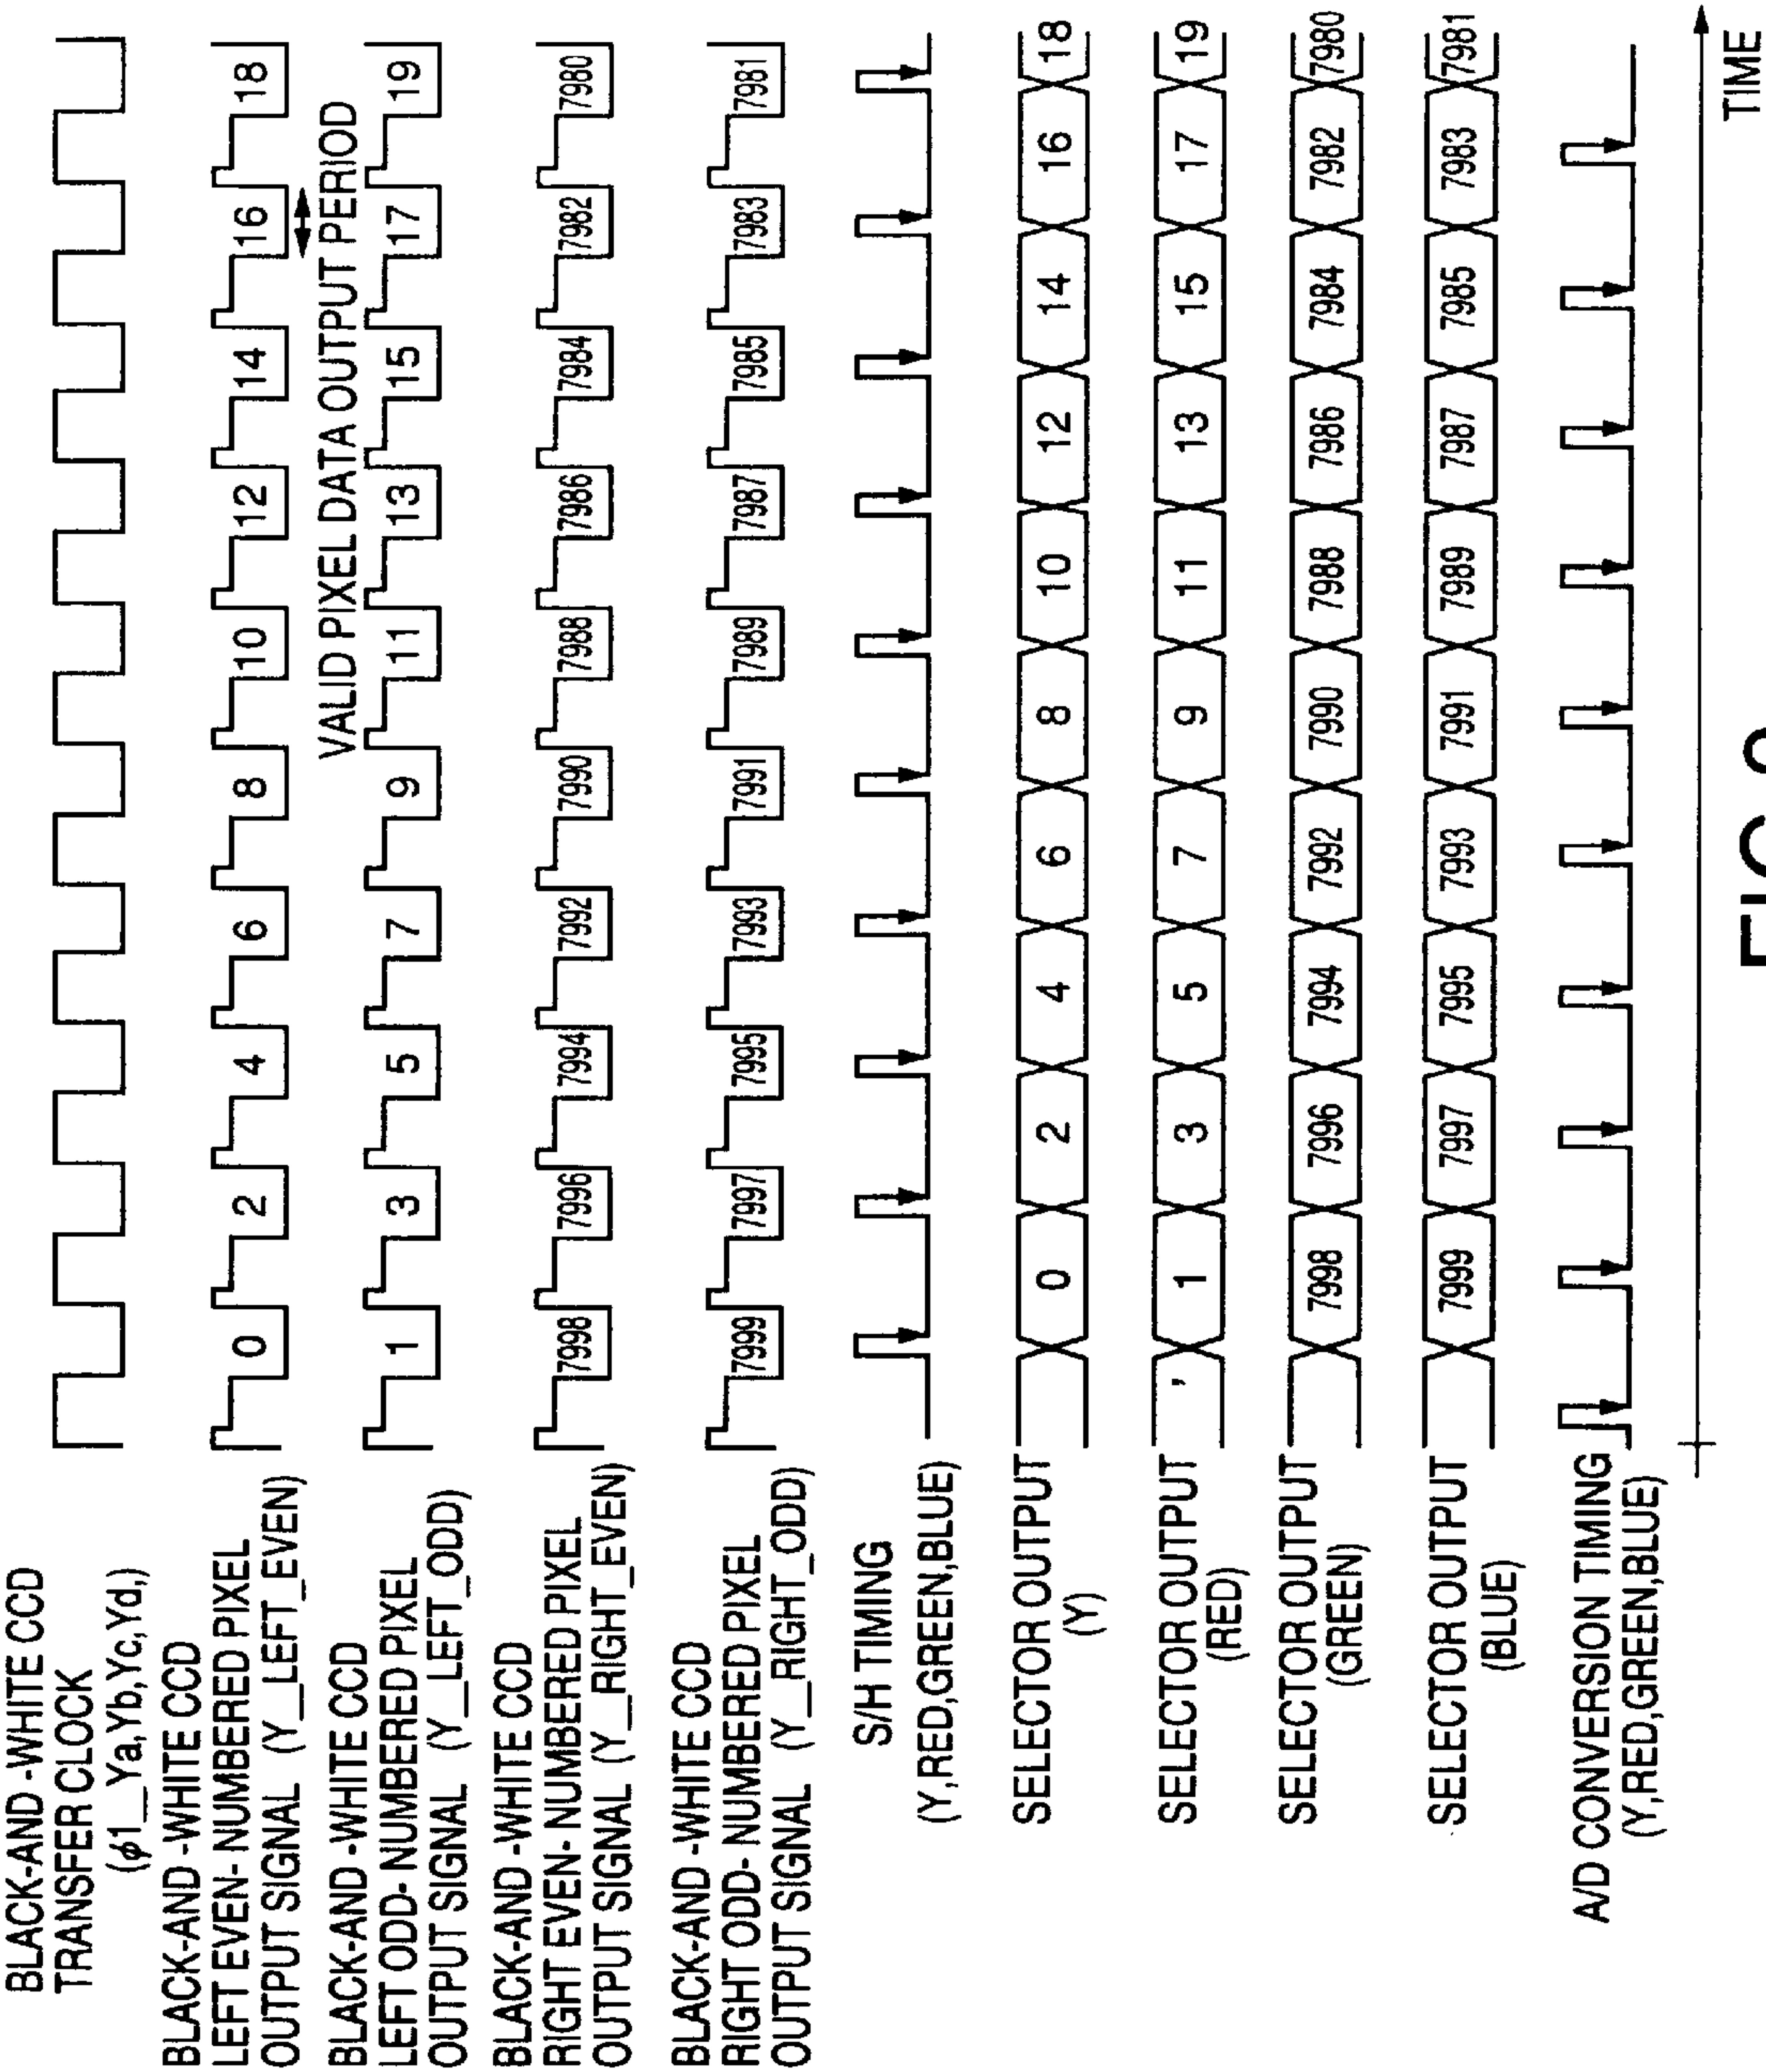 BLACK-AND -WHITE CCD
TRANSFER CLOCK
(ϕ1__Ya,Yb,Yc,Yd,)
BLACK-AND -WHITE CCD
LEFT EVEN- NUMBERED PIXEL
OUTPUT SIGNAL (Y__LEFT_EVEN)
0 2 4 6 8 10 12 14 16 18
VALID PIXEL DATA OUTPUT PERIOD
BLACK-AND -WHITE CCD
LEFT ODD- NUMBERED PIXEL
OUTPUT SIGNAL (Y__LEFT_ODD)
1 3 5 7 9 11 13 15 17 19
BLACK-AND -WHITE CCD
RIGHT EVEN- NUMBERED PIXEL
OUTPUT SIGNAL (Y__RIGHT_EVEN)
7998 7996 7994 7992 7990 7988 7986 7984 7982 7980
BLACK-AND -WHITE CCD
RIGHT ODD- NUMBERED PIXEL
OUTPUT SIGNAL (Y__RIGHT_ODD)
7999 7997 7995 7993 7991 7989 7987 7985 7983 7981
S/H TIMING
(Y,RED,GREEN,BLUE)
SELECTOR OUTPUT
(Y)
0 2 4 6 8 10 12 14 16 18
SELECTOR OUTPUT
(RED)
' 1 3 5 7 9 11 13 15 17 19
SELECTOR OUTPUT
(GREEN)
7998 7996 7994 7992 7990 7988 7986 7984 7982 7980
SELECTOR OUTPUT
(BLUE)
7999 7997 7995 7993 7991 7989 7987 7985 7983 7981
A/D CONVERSION TIMING
(Y,RED,GREEN,BLUE)
TIME